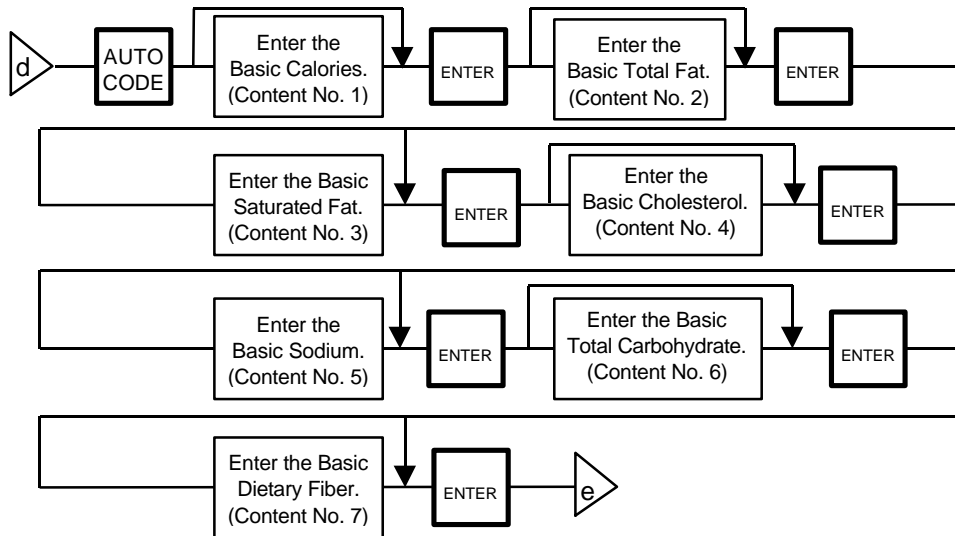 d
AUTO
CODE
Enter the
Basic Calories.
(Content No. 1)
ENTER
Enter the
Basic Total Fat.
(Content No. 2)
ENTER
Enter the Basic
Saturated Fat.
(Content No. 3)
ENTER
Enter the
Basic Cholesterol.
(Content No. 4)
ENTER
Enter the
Basic Sodium.
(Content No. 5)
ENTER
Enter the Basic
Total Carbohydrate.
(Content No. 6)
ENTER
Enter the Basic
Dietary Fiber.
(Content No. 7)
ENTER
e